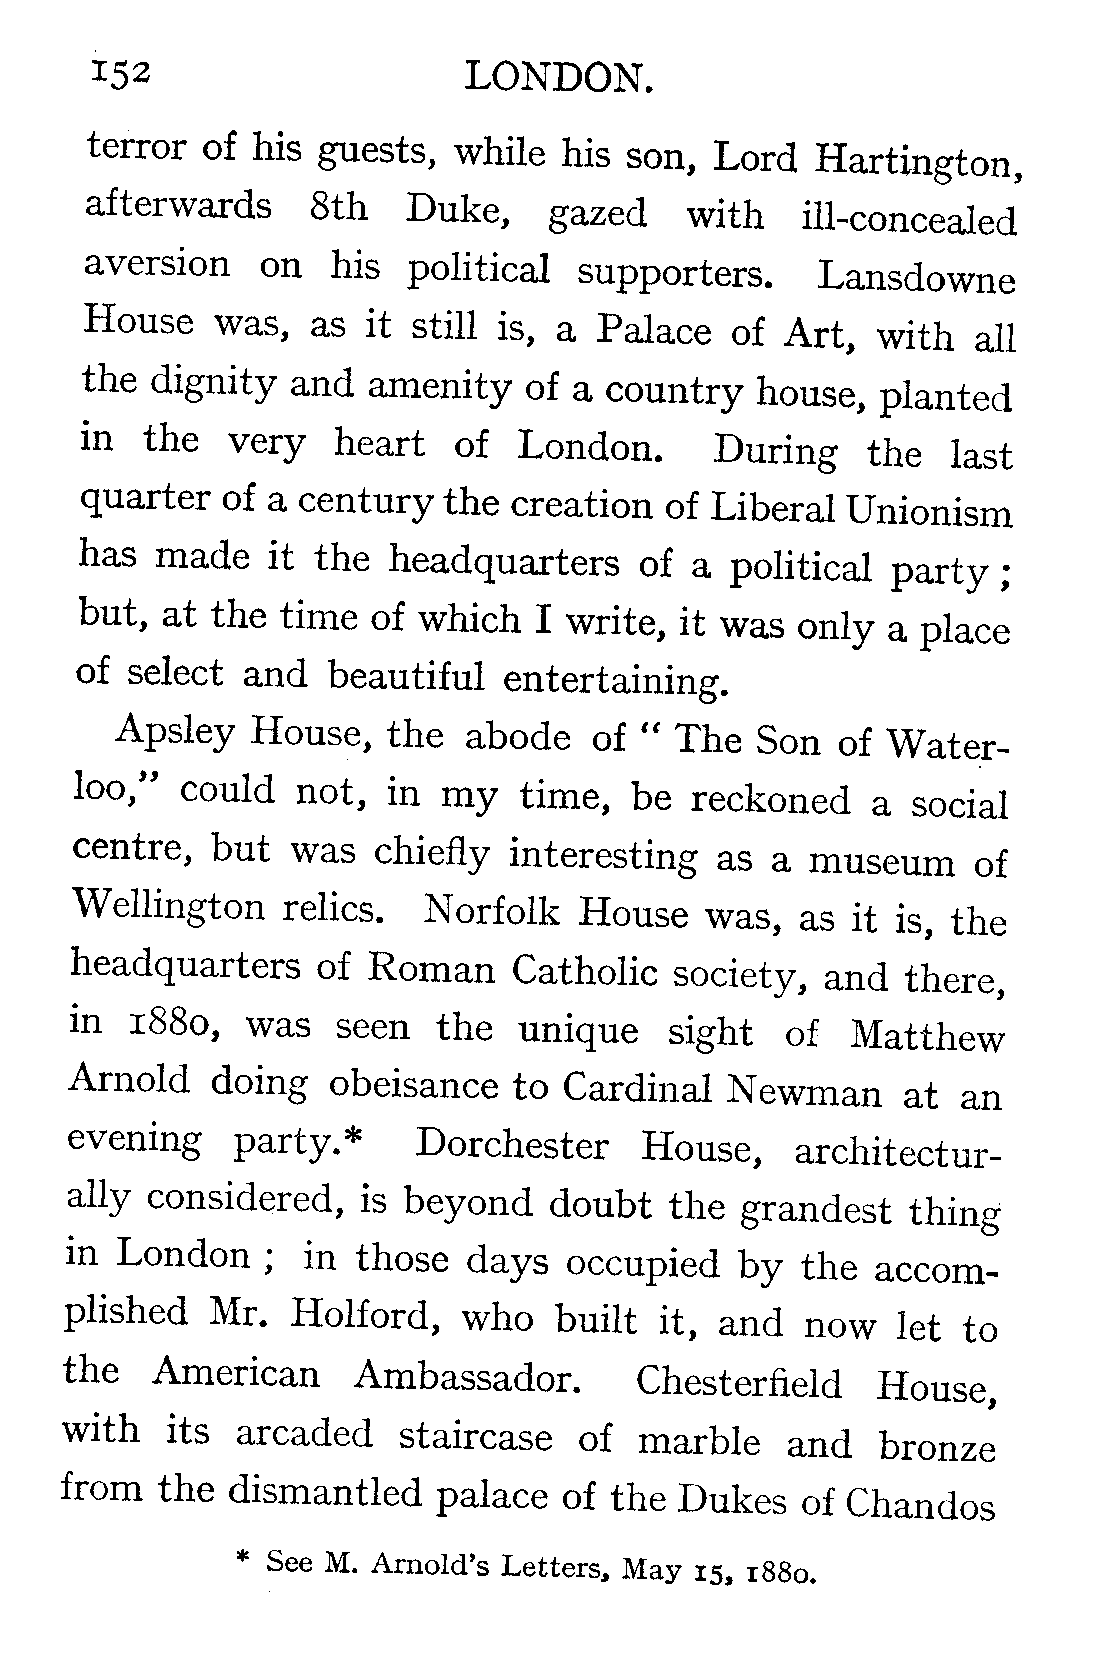 152 LONDON.
terror of his guests, while his son, Lord Hartington,
afterwards 8th Duke, gazed with ill-concealed
aversion on his political supporters. Lansdowne
House was, as it still is, a Palace of Art, with all
the dignity and amenity of a country house, planted
in the very heart of London. During the last
quarter of a century the creation of Liberal Unionism
has made it the headquarters of a political party ;
but, at the time of which I write, it was only a place
of select and beautiful entertaining.
Apsley House, the abode of “ The Son of Water-
loo,” could not, in my time, be reckoned a social
centre, but was chiefly interesting as a museum of
Wellington relics. Norfolk House was, as it is, the
headquarters of Roman Catholic society, and there,
in 1880, was seen the unique sight of Matthew
Arnold doing obeisance to Cardinal Newman at an
evening party.* Dorchester House, architectur-
ally considered, is beyond doubt the grandest thing
in London ; in those days occupied by the accom-
plished Mr. Holford, who built it, and now let to
the American Ambassador. Chesterfield House,
with its arcaded staircase of marble and bronze
from the dismantled palace of the Dukes of Chandos
* See M. Arnold's Letters, May 15, 1880.